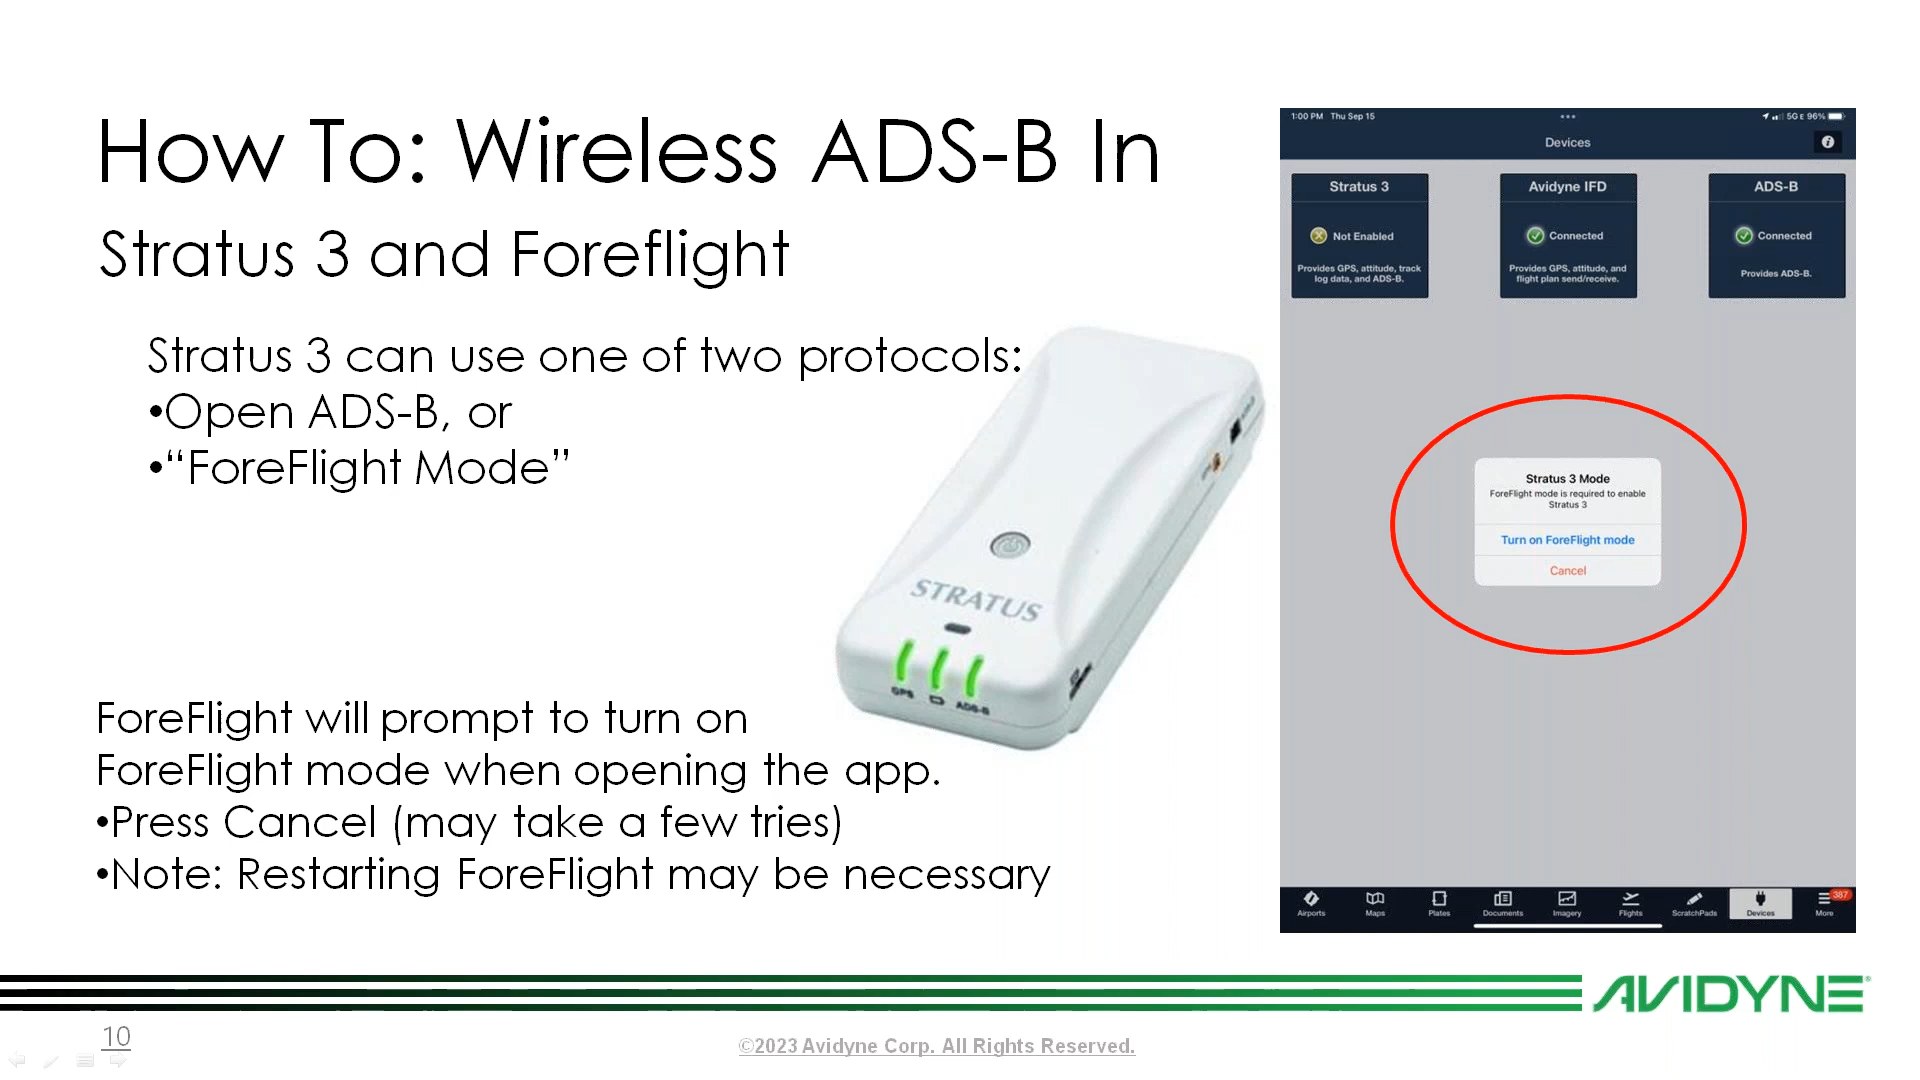 How To: Wireless ADS-B In
Stratus 3 and Foreflight
Stratus 3 can use one of two protocols:
•Open ADS-B, or
•“ForeFlight Mode”
STRATUS
GPS
ADS-B
ForeFlight will prompt to turn on
ForeFlight mode when opening the app.
•Press Cancel (may take a few tries)
•Note: Restarting ForeFlight may be necessary
1:00 PM Thu Sep 15
5G E 96%
Devices
Stratus 3
Not Enabled
Provides GPS, attitude, track
log data, and ADS-B.
Avidyne IFD
Connected
Provides GPS, attitude, and
flight plan send/receive.
ADS-B
Connected
Provides ADS-B.
Stratus 3 Mode
ForeFlight mode is required to enable
Stratus 3
Turn on ForeFlight mode
Cancel
Airports Maps Plates Documents Imagery Flights ScratchPads Devices More 387
AVIDYNE®
10
©2023 Avidyne Corp. All Rights Reserved.